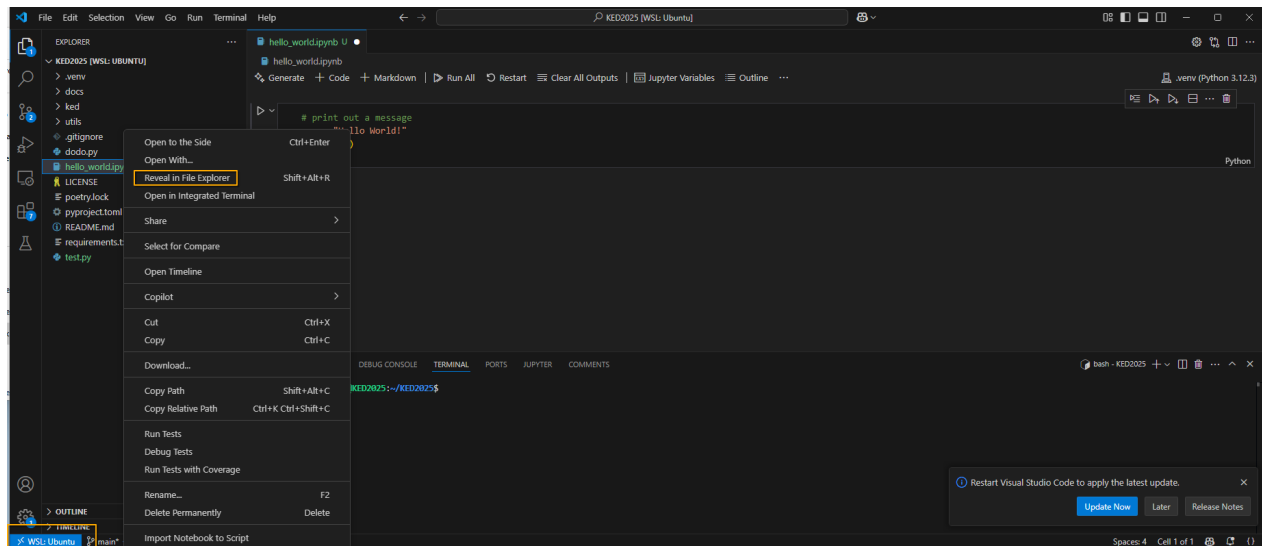 File Edit Selection View Go Run Terminal Help
KED2025 [WSL: Ubuntu]
EXPLORER
KED2025 [WSL: UBUNTU]
.venv
docs
ked
utils
.gitignore
dodo.py
hello_world.ipy
LICENSE
poetry.lock
pyproject.toml
README.md
requirements.t
test.py
OUTLINE
TIMELINE
hello_world.ipynb U
hello_world.ipynb
Generate + Code + Markdown Run All Restart Clear All Outputs Jupyter Variables Outline ...
.venv (Python 3.12.3)
# print out a message
llo World!"
)
Python
Open to the Side Ctrl+Enter
Open With...
Reveal in File Explorer Shift+Alt+R
Open in Integrated Terminal
Share
Select for Compare
Open Timeline
Copilot
Cut Ctrl+X
Copy Ctrl+C
Download...
Copy Path Shift+Alt+C
Copy Relative Path Ctrl+K Ctrl+Shift+C
Run Tests
Debug Tests
Run Tests with Coverage
Rename... F2
Delete Permanently Delete
Import Notebook to Script
DEBUG CONSOLE TERMINAL PORTS JUPYTER COMMENTS
bash - KED2025
KED2025:~/KED2025$
Restart Visual Studio Code to apply the latest update.
Update Now Later Release Notes
WSL: Ubuntu main*
Spaces: 4 Cell 1 of 1